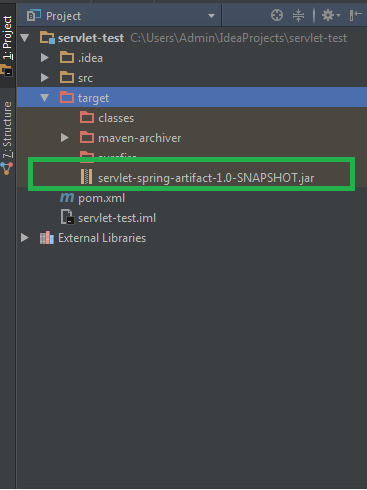 1: Project
7: Structure
Project
servlet-test C:\Users\Admin\IdeaProjects\servlet-test
.idea
src
target
classes
maven-archiver
surefire
servlet-spring-artifact-1.0-SNAPSHOT.jar
pom.xml
servlet-test.iml
External Libraries